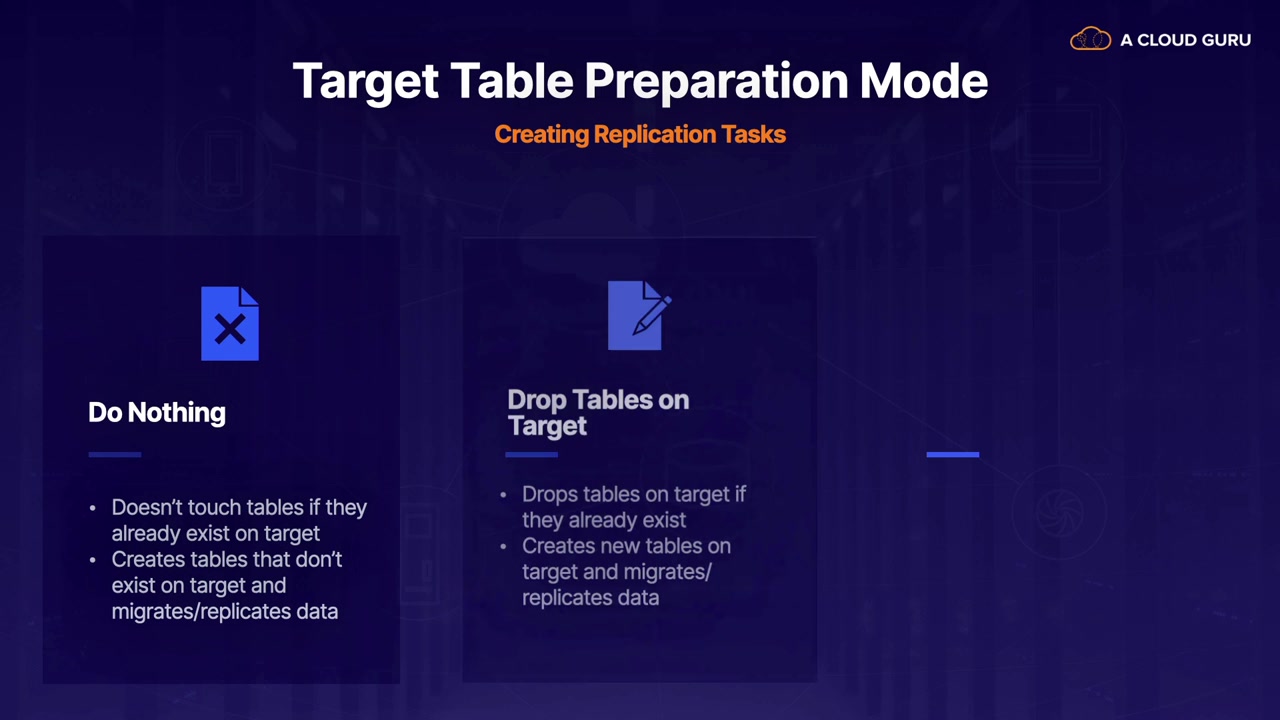 A CLOUD GURU
Target Table Preparation Mode
Creating Replication Tasks
Do Nothing
• Doesn’t touch tables if they
already exist on target
• Creates tables that don’t
exist on target and
migrates/replicates data
Drop Tables on
Target
• Drops tables on target if
they already exist
• Creates new tables on
target and migrates/
replicates data